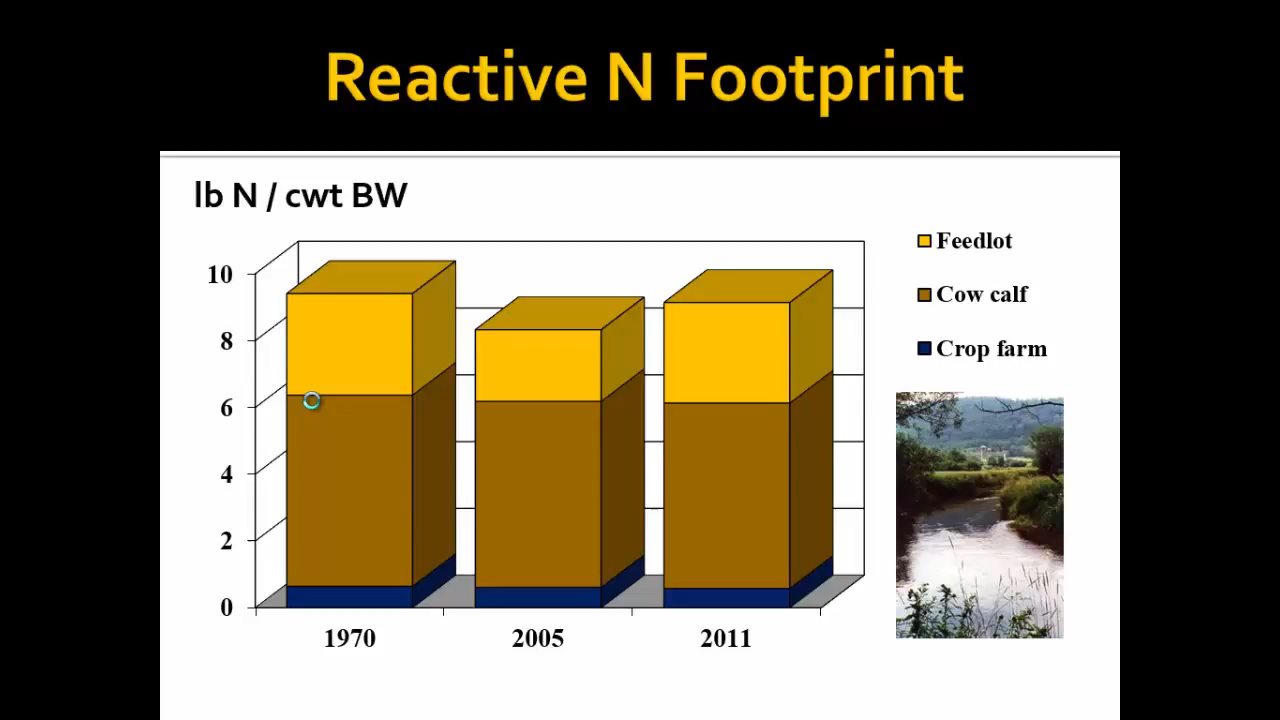 Reactive N Footprint
lb N / cwt BW
Feedlot
Cow calf
Crop farm
10
8
6
4
2
0
1970 2005 2011